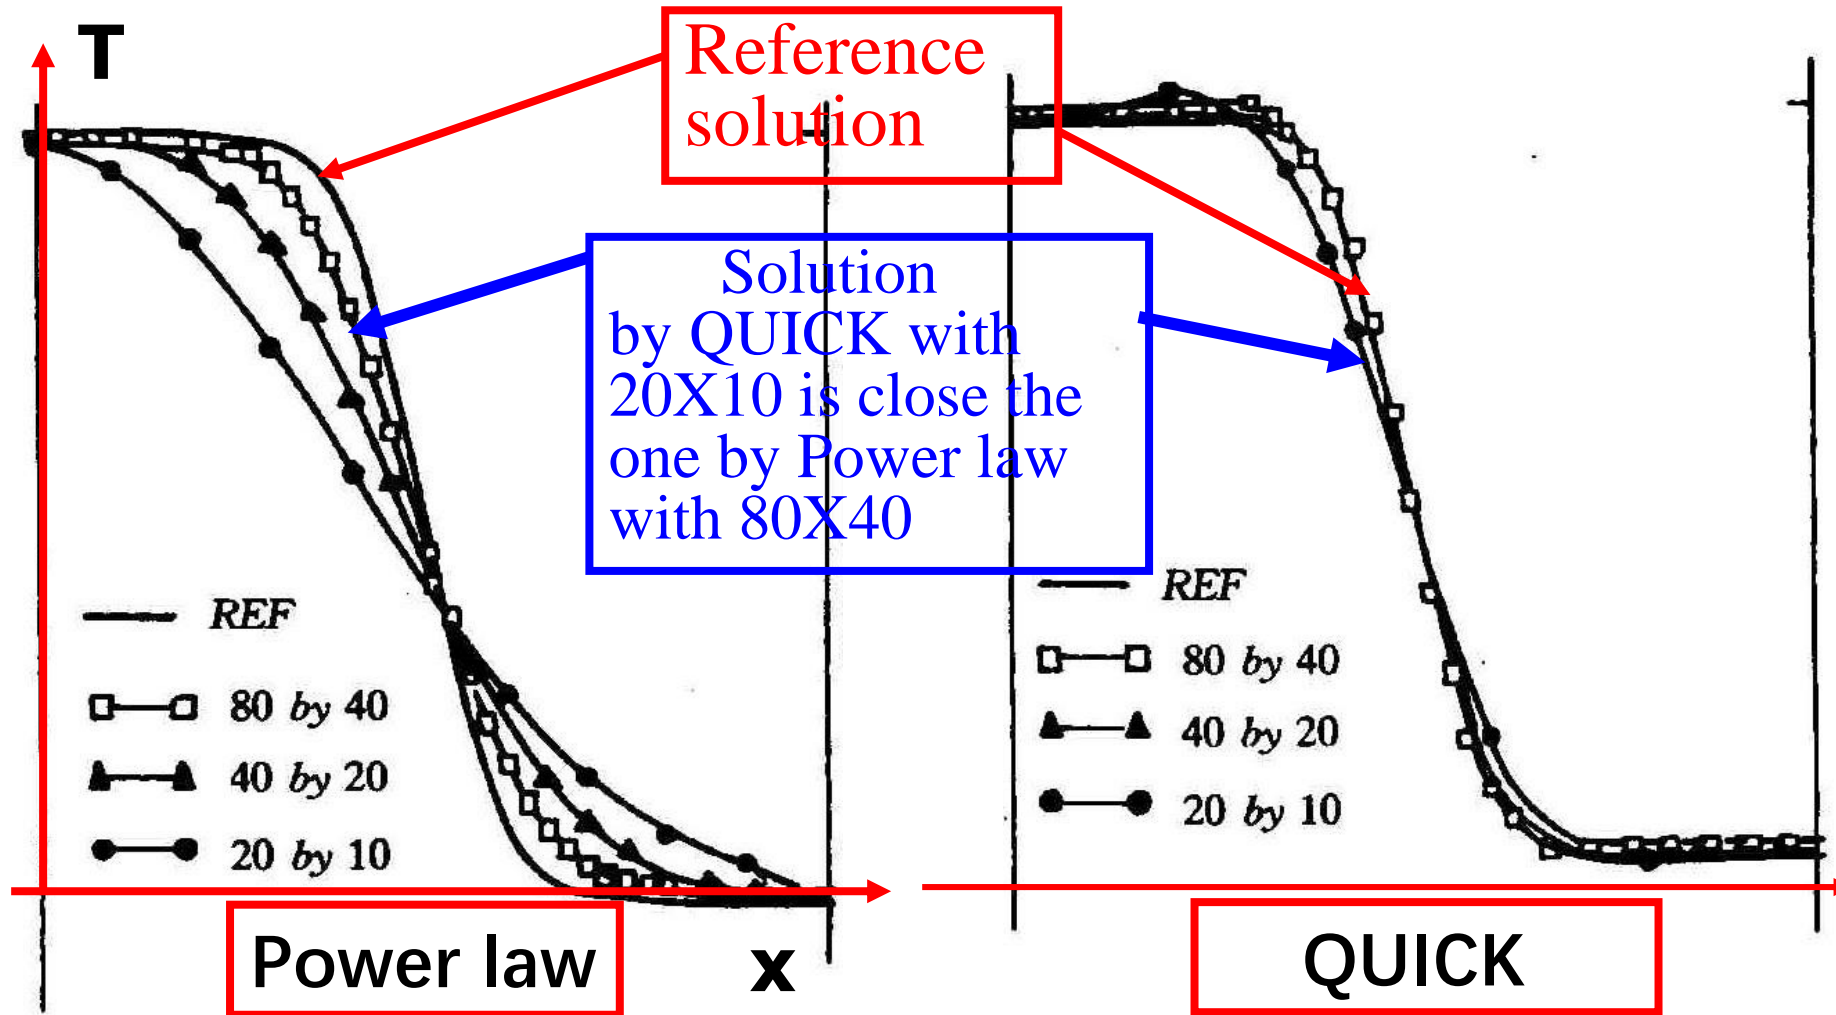 T
Reference
solution
Solution
by QUICK with
20X10 is close the
one by Power law
with 80X40
REF
80 by 40
40 by 20
20 by 10
REF
80 by 40
40 by 20
20 by 10
Power law
x
QUICK